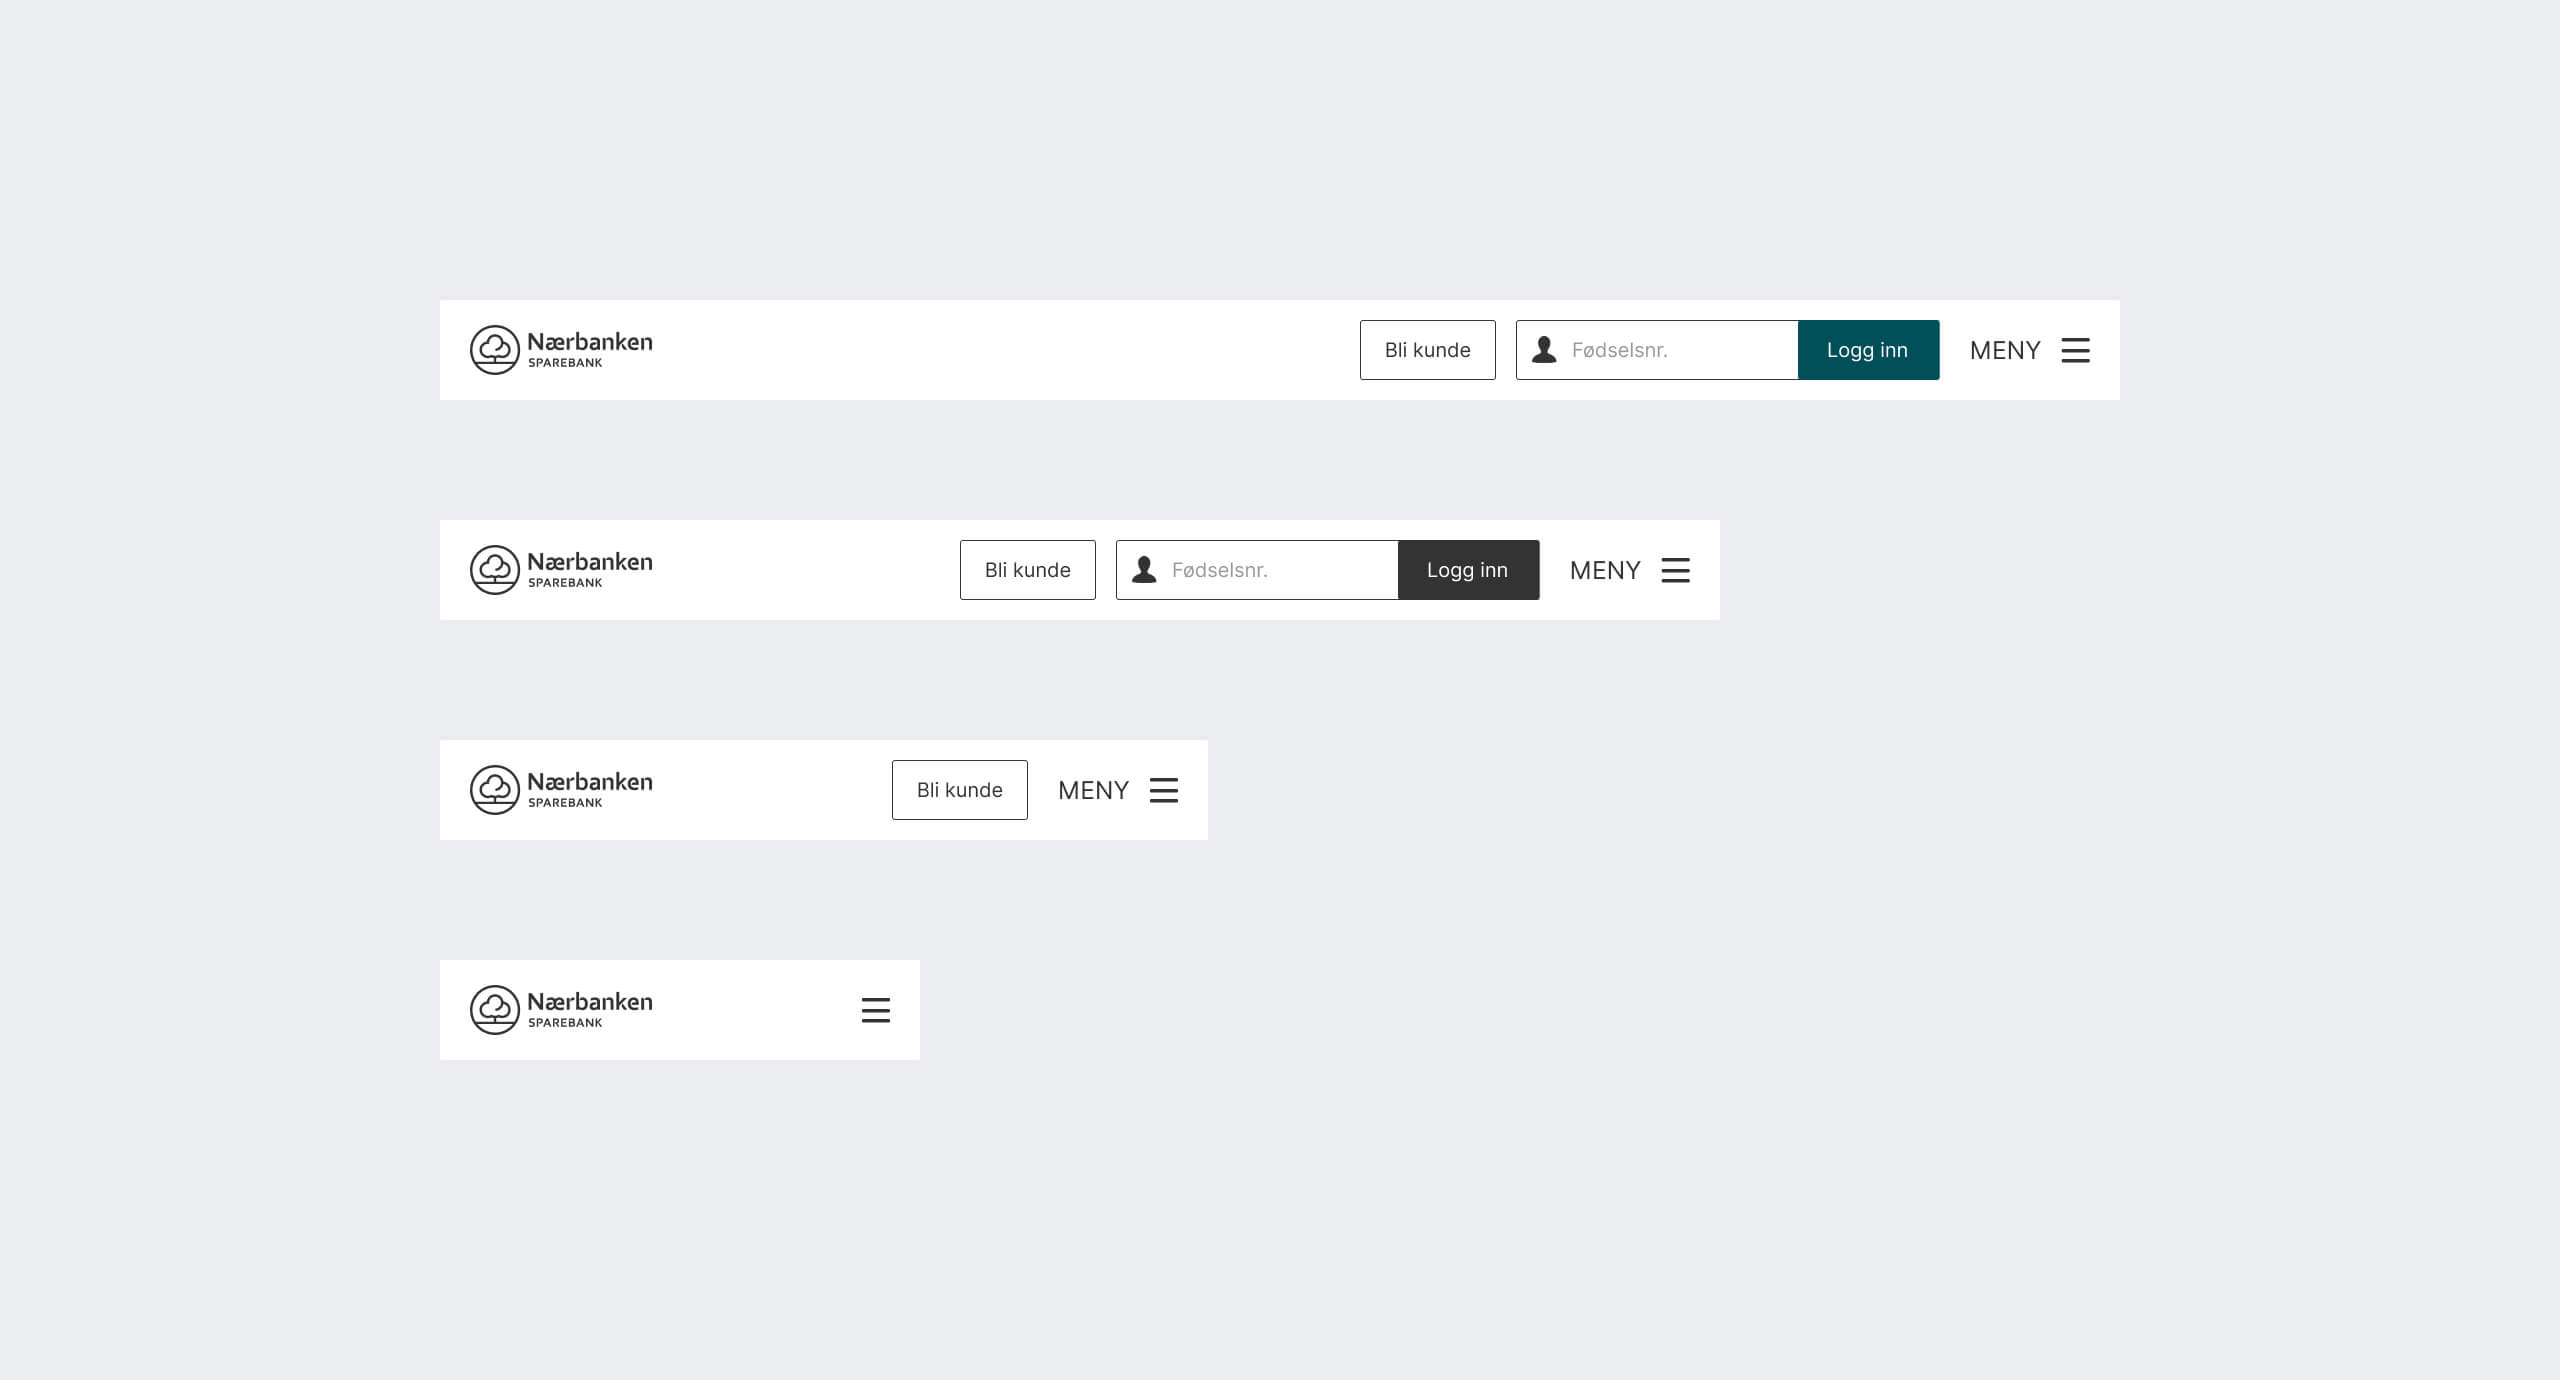 Nærbanken
SPAREBANK
Bli kunde
Fødselsnr.
Logg inn
MENY
Nærbanken
SPAREBANK
Bli kunde
Fødselsnr.
Logg inn
MENY
Nærbanken
SPAREBANK
Bli kunde
MENY
Nærbanken
SPAREBANK